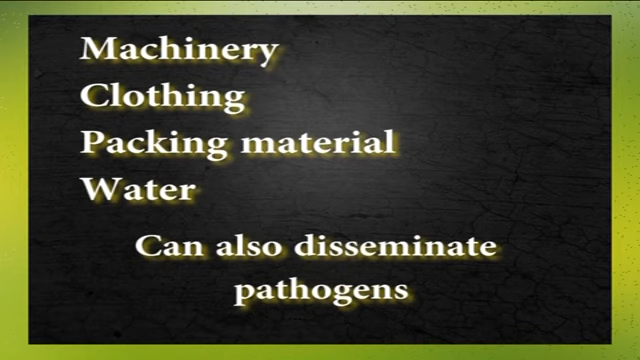 Machinery
Clothing
Packing material
Water
Can also disseminate
pathogens